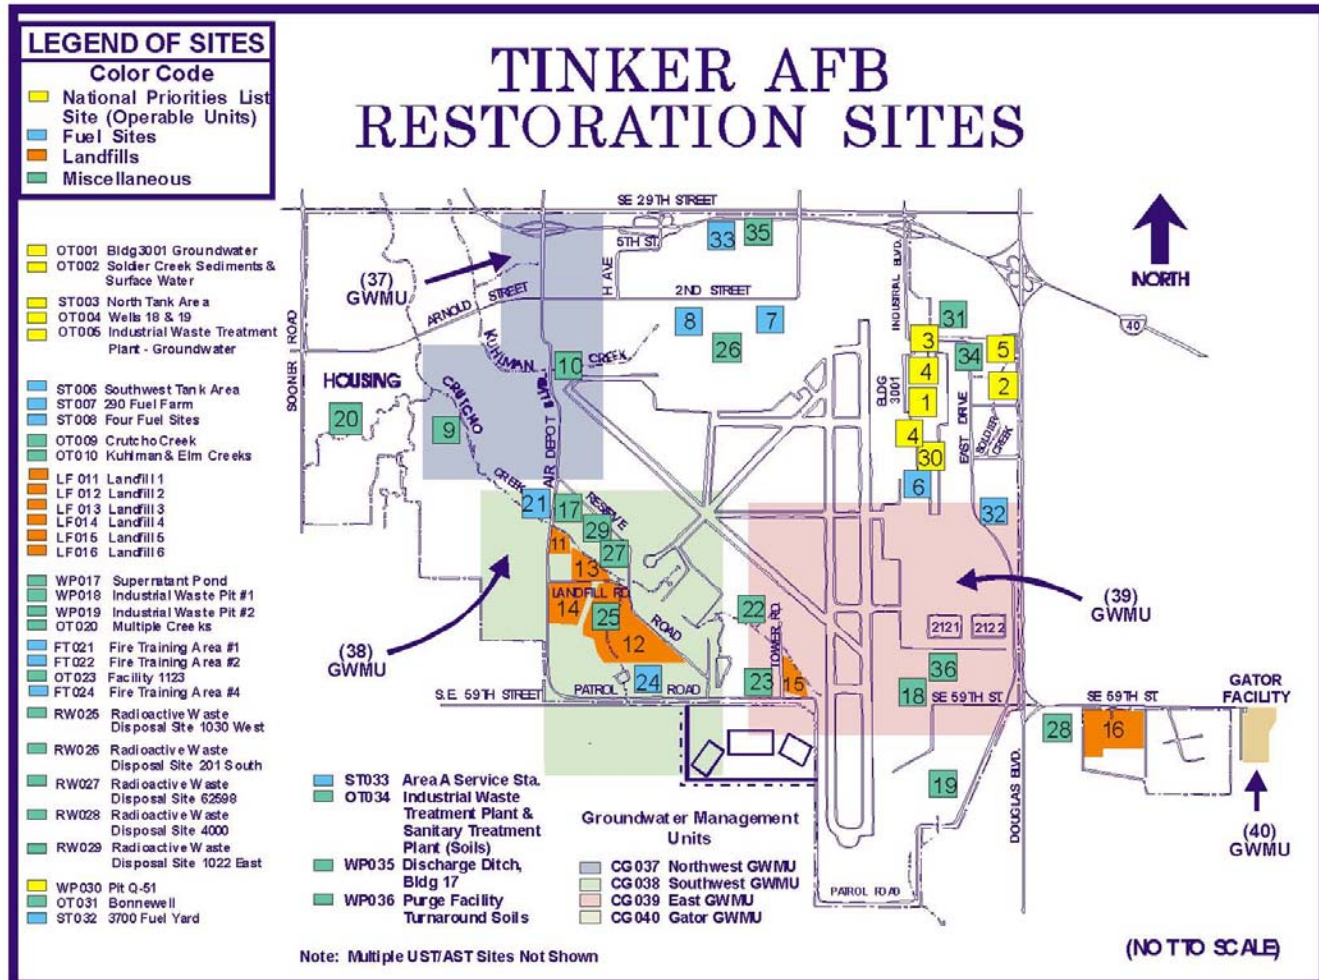 LEGEND OF SITES
Color Code
National Priorities List
Site (Operable Units)
Fuel Sites
Landfills
Miscellaneous
TINKER AFB
RESTORATION SITES
OT001 Bldg3001 Groundwater
OT002 Soldier Creek Sediments &
Surface Water
ST003 North Tank Area
OT004 Wells 18 & 19
OT005 Industrial Waste Treatment
Plant - Groundwater
ST006 Southwest Tank Area
ST007 290 Fuel Farm
ST008 Four Fuel Sites
OT009 Crutcho Creek
OT010 Kuhlman & Elm Creeks
LF 011 Landfill 1
LF 012 Landfill 2
LF 013 Landfill 3
LF014 Landfill 4
LF015 Landfill 5
LF016 Landfill 6
WP017 Supernatant Pond
WP018 Industrial Waste Pit #1
WP019 Industrial Waste Pit #2
OT020 Multiple Creeks
FT021 Fire Training Area #1
FT022 Fire Training Area #2
OT023 Facility 1123
FT024 Fire Training Area #4
RW025 Radioactive Waste
Disposal Site 1030 West
RW026 Radioactive Waste
Disposal Site 201 South
RW027 Radioactive Waste
Disposal Site 62598
RW028 Radioactive Waste
Disposal Site 4000
RW029 Radioactive Waste
Disposal Site 1022 East
WP030 Pit Q-51
OT031 Bonnewell
ST032 3700 Fuel Yard
ST033 Area A Service Sta.
OT034 Industrial Waste
Treatment Plant &
Sanitary Treatment
Plant (Soils)
WP035 Discharge Ditch,
Bldg 17
WP036 Purge Facility
Turnaround Soils
Groundwater Management
Units
CG037 Northwest GWMU
CG038 Southwest GWMU
CG039 East GWMU
CG040 Gator GWMU
Note: Multiple UST/AST Sites Not Shown
(NOT TO SCALE)
NORTH
SE 29TH STREET
5TH ST.
33
35
(37)
GWMU
H AVE
2ND STREET
ARNOLD STREET
INDUSTRIAL BLVD.
40
SOONER ROAD
KUHLMAN
CREEK
8
7
26
31
3
34
5
4
2
1
4
30
6
32
BLDG
3001
EAST DRIVE
SOLDIER
CREEK
HOUSING
20
CRUTCHO
CREEK
9
10
AIR DEPOT BLVD.
21
17
RESERVE
ROAD
29
27
11
13
LANDFILL RD.
14
25
12
24
(38)
GWMU
22
TOWER RD.
23
15
(39)
GWMU
2121
2122
36
18
S.E. 59TH STREET
PATROL ROAD
SE 59TH ST.
SE 59TH ST.
28
16
GATOR
FACILITY
19
DOUGLAS BLVD.
(40)
GWMU
PATROL ROAD